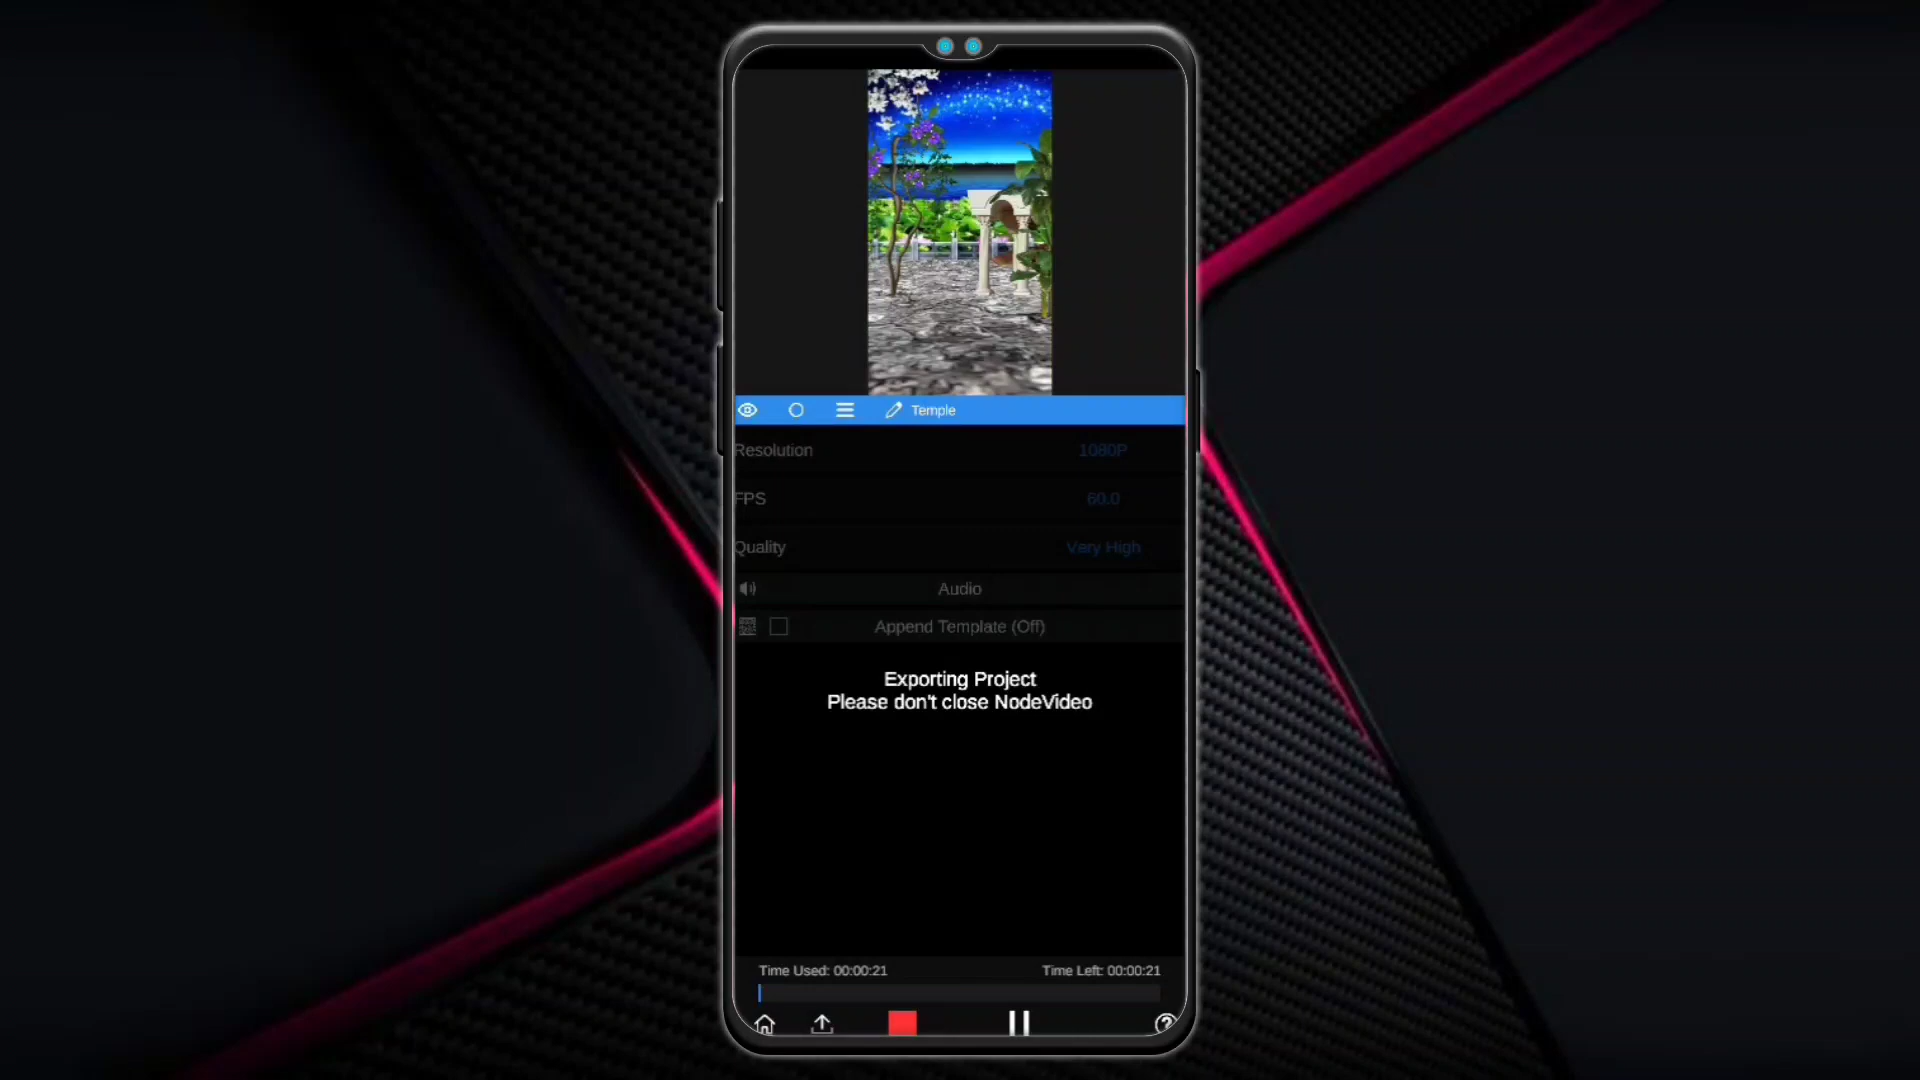 Temple
Resolution 1080P
FPS 60.0
Quality Very High
Audio
Append Template (Off)
Exporting Project
Please don't close NodeVideo
Time Used: 00:00:21 Time Left: 00:00:21